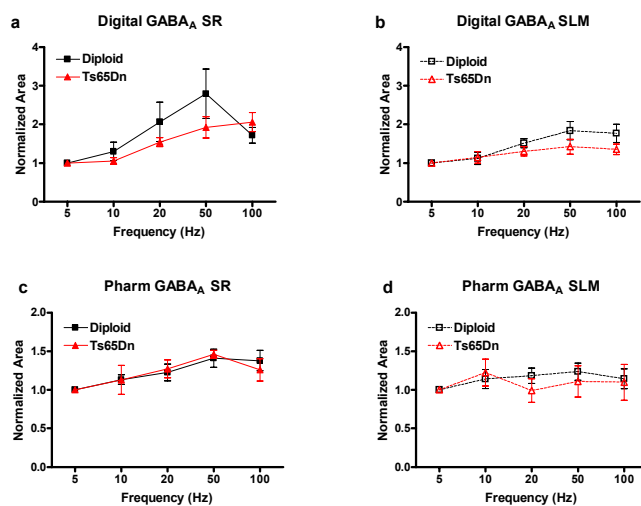 a
Digital GABAA SR
Diploid
Ts65Dn
Normalized Area
4
3
2
1
0
5 10 20 50 100
Frequency (Hz)
b
Digital GABAA SLM
Diploid
Ts65Dn
Normalized Area
4
3
2
1
0
5 10 20 50 100
Frequency (Hz)
c
Pharm GABAA SR
Diploid
Ts65Dn
Normalized Area
2.0
1.5
1.0
0.5
0.0
5 10 20 50 100
Frequency (Hz)
d
Pharm GABAA SLM
Diploid
Ts65Dn
Normalized Area
2.0
1.5
1.0
0.5
0.0
5 10 20 50 100
Frequency (Hz)